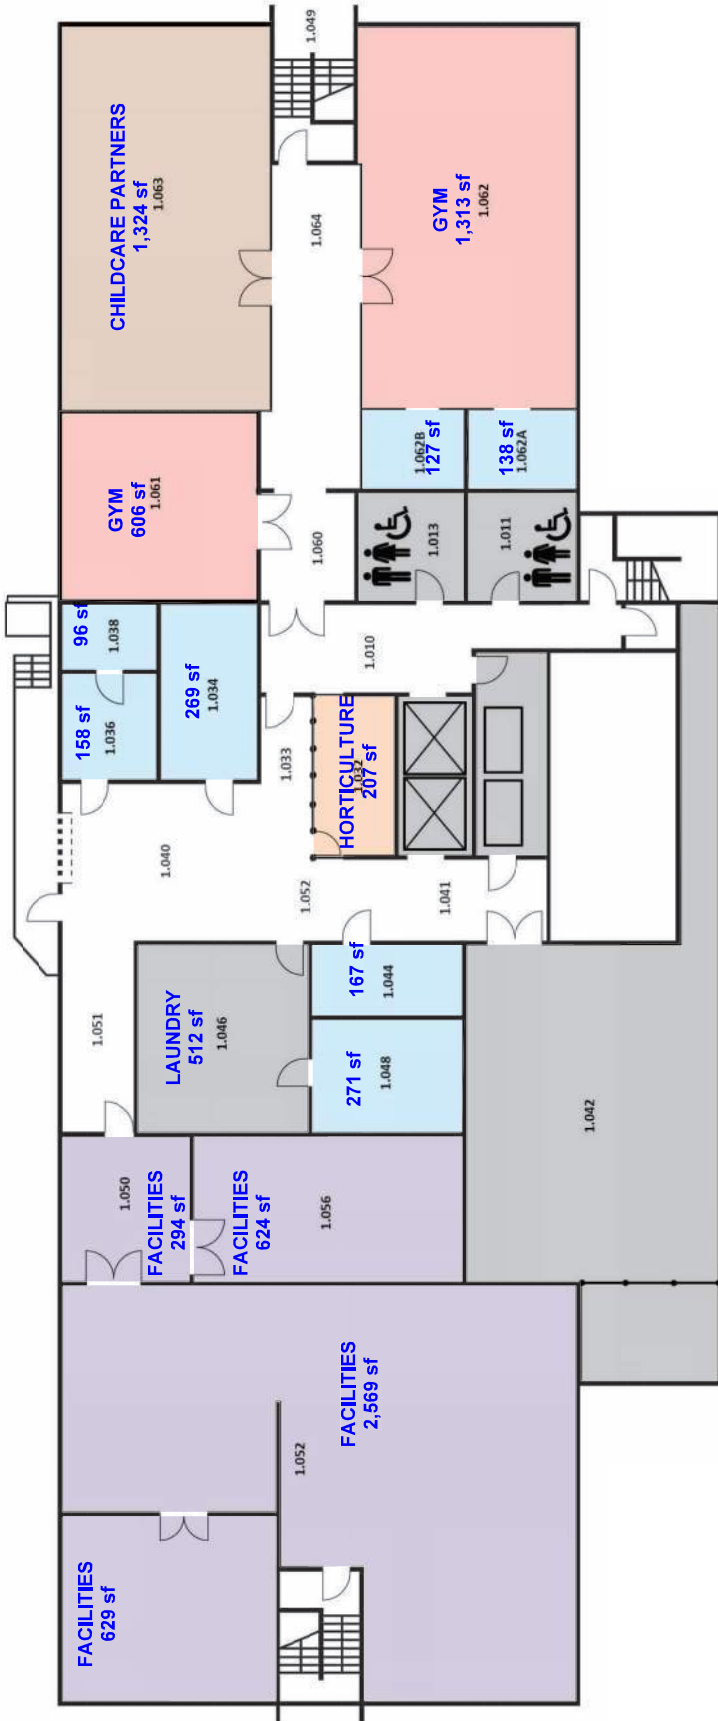 1.049
CHILDCARE PARTNERS
1,324 sf
1.063
1.064
GYM
1,313 sf
1.062
GYM
606 sf
1.061
1.062B
127 sf
138 sf
1.062A
1.060
1.013
1.011
96 sf
1.038
158 sf
1.036
269 sf
1.034
1.010
1.033
HORTICULTURE
1.032
207 sf
1.040
1.052
1.041
1.051
LAUNDRY
512 sf
1.046
167 sf
1.044
271 sf
1.048
1.042
1.050
FACILITIES
294 sf
FACILITIES
624 sf
1.056
FACILITIES
2,569 sf
1.052
FACILITIES
629 sf